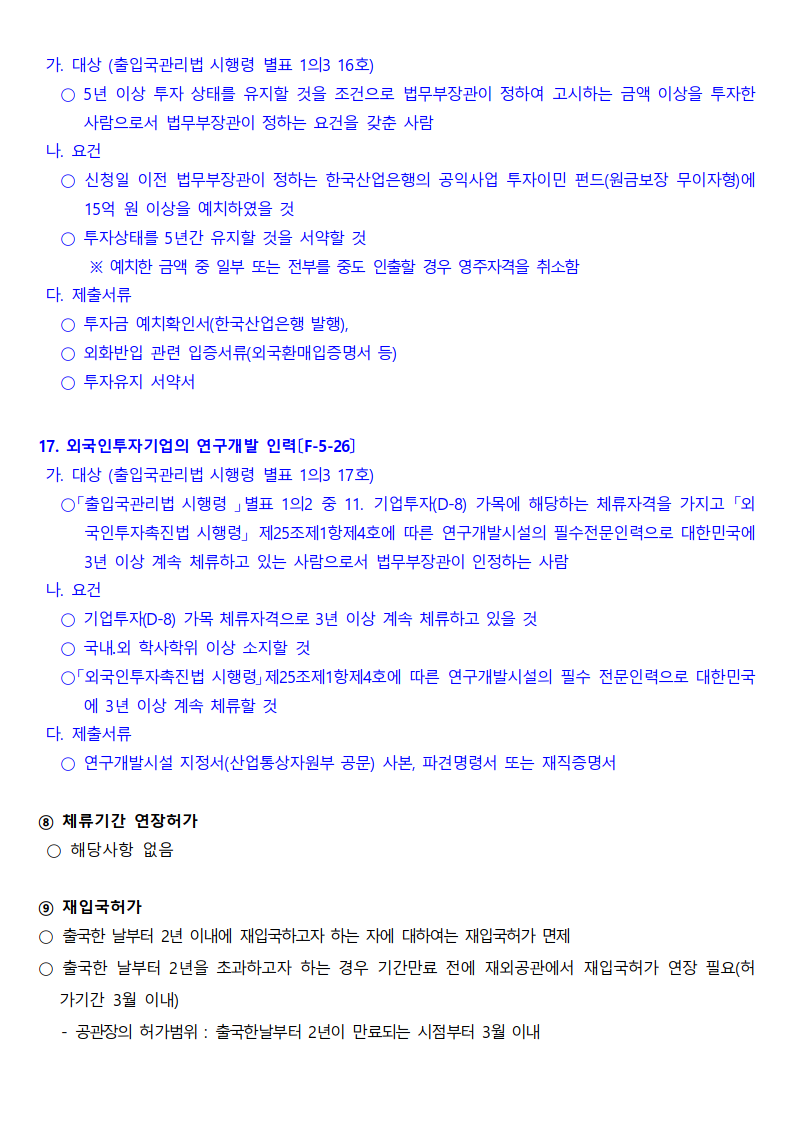 가. 대상 (출입국관리법 시행령 별표 1의3 16호)
○ 5년 이상 투자 상태를 유지할 것을 조건으로 법무부장관이 정하여 고시하는 금액 이상을 투자한
사람으로서 법무부장관이 정하는 요건을 갖춘 사람
나. 요건
○ 신청일 이전 법무부장관이 정하는 한국산업은행의 공익사업 투자이민 펀드(원금보장 무이자형)에
15억 원 이상을 예치하였을 것
○ 투자상태를 5년간 유지할 것을 서약할 것
※ 예치한 금액 중 일부 또는 전부를 중도 인출할 경우 영주자격을 취소함
다. 제출서류
○ 투자금 예치확인서(한국산업은행 발행),
○ 외화반입 관련 입증서류(외국환매입증명서 등)
○ 투자유지 서약서
17. 외국인투자기업의 연구개발 인력〔F-5-26〕
가. 대상 (출입국관리법 시행령 별표 1의3 17호)
○「출입국관리법 시행령 」별표 1의2 중 11. 기업투자(D-8) 가목에 해당하는 체류자격을 가지고 「외
국인투자촉진법 시행령」 제25조제1항제4호에 따른 연구개발시설의 필수전문인력으로 대한민국에
3년 이상 계속 체류하고 있는 사람으로서 법무부장관이 인정하는 사람
나. 요건
○ 기업투자(D-8) 가목 체류자격으로 3년 이상 계속 체류하고 있을 것
○ 국내.외 학사학위 이상 소지할 것
○「외국인투자촉진법 시행령」제25조제1항제4호에 따른 연구개발시설의 필수 전문인력으로 대한민국
에 3년 이상 계속 체류할 것
다. 제출서류
○ 연구개발시설 지정서(산업통상자원부 공문) 사본, 파견명령서 또는 재직증명서
⑧ 체류기간 연장허가
○ 해당사항 없음
⑨ 재입국허가
○ 출국한 날부터 2년 이내에 재입국하고자 하는 자에 대하여는 재입국허가 면제
○ 출국한 날부터 2년을 초과하고자 하는 경우 기간만료 전에 재외공관에서 재입국허가 연장 필요(허
가기간 3월 이내)
- 공관장의 허가범위 : 출국한날부터 2년이 만료되는 시점부터 3월 이내